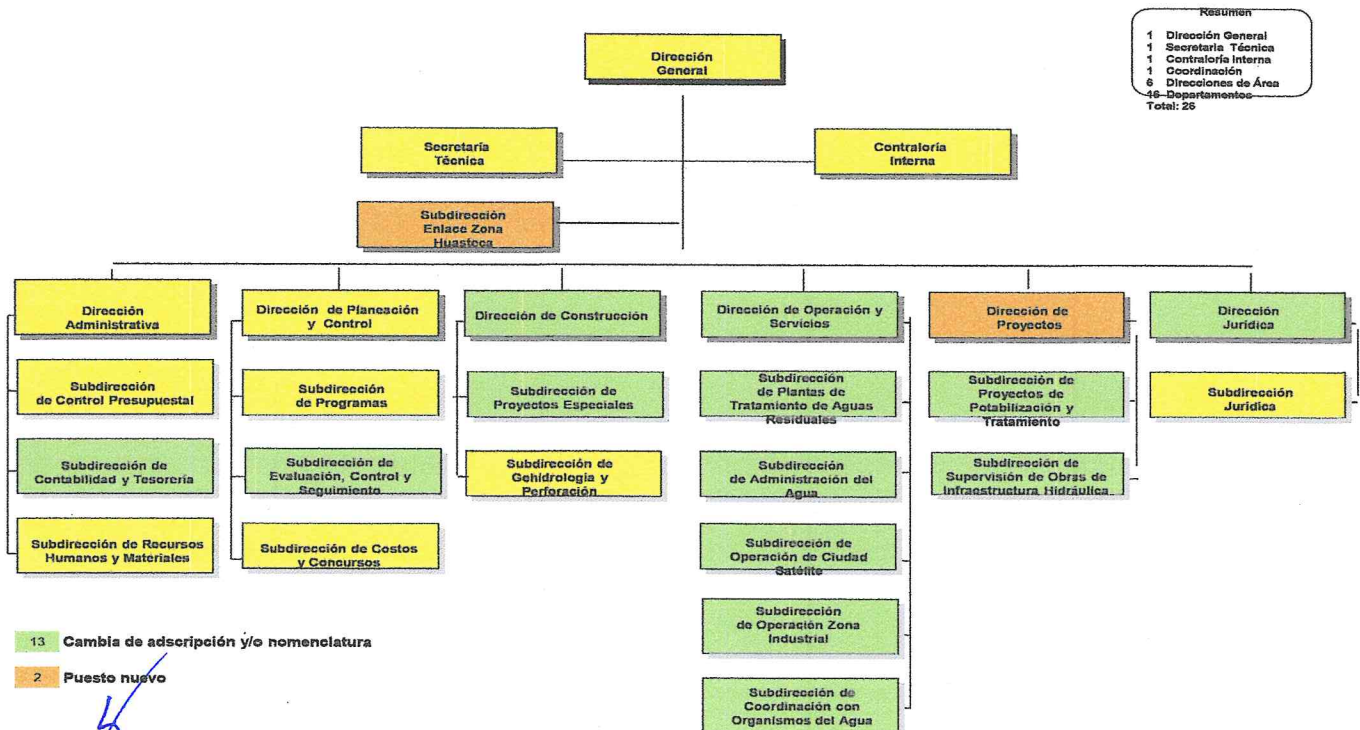 Resumen
1 Dirección General
1 Secretaria Técnica
1 Contraloría Interna
1 Coordinación
6 Direcciones de Área
16 Departamentos
Total: 26
Dirección
General
Secretaría
Técnica
Contraloría
Interna
Subdirección
Enlace Zona
Huasteca
Dirección
Administrativa
Dirección de Planeación
y Control
Dirección de Construcción
Dirección de Operación y
Servicios
Dirección de
Proyectos
Dirección
Jurídica
Subdirección
de Control Presupuestal
Subdirección
de Programas
Subdirección de
Proyectos Especiales
Subdirección
de Plantas de
Tratamiento de Aguas
Residuales
Subdirección de
Proyectos de
Potabilización y
Tratamiento
Subdirección
Jurídica
Subdirección de
Contabilidad y Tesorería
Subdirección de
Evaluación, Control y
Seguimiento
Subdirección de
Gehidrología y
Perforación
Subdirección
de Administración del
Agua
Subdirección de
Supervisión de Obras de
Infraestructura Hidráulica
Subdirección de Recursos
Humanos y Materiales
Subdirección de Costos
y Concursos
Subdirección de
Operación de Ciudad
Satélite
Subdirección
de Operación Zona
Industrial
Subdirección de
Coordinación con
Organismos del Agua
13 Cambia de adscripción y/o nomenclatura
2 Puesto nuevo